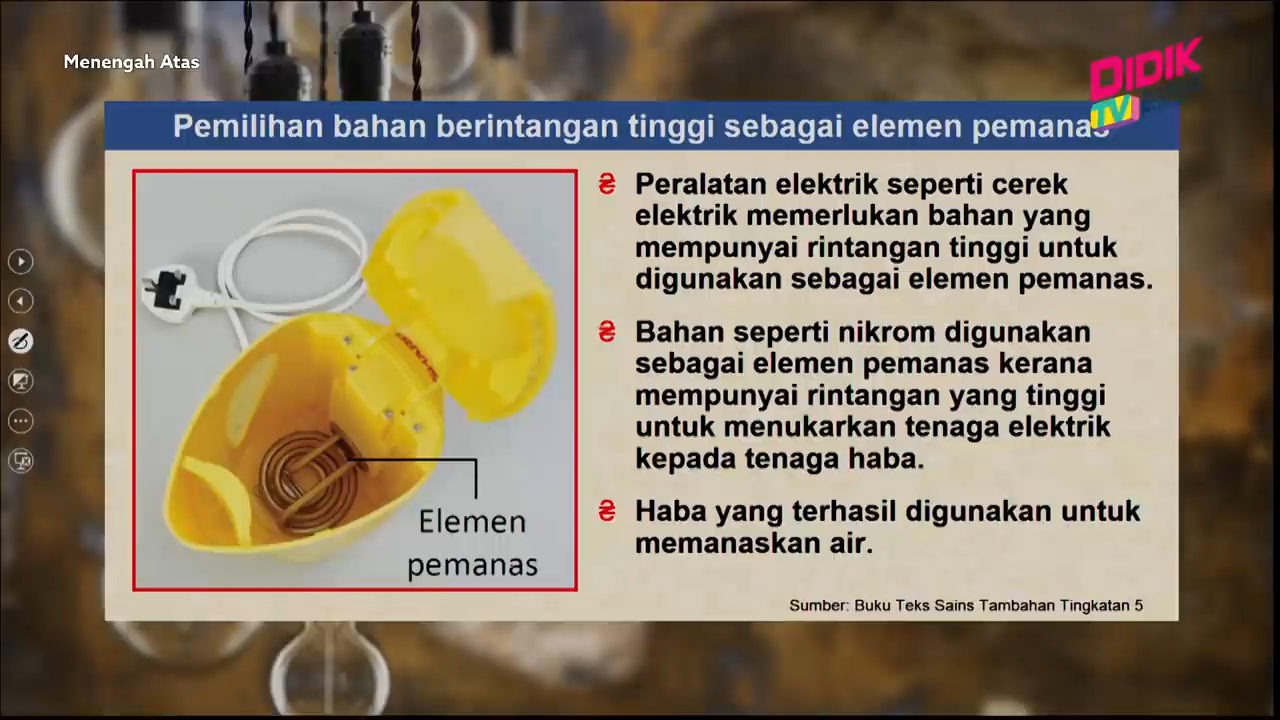 Menengah Atas
DIDIK
TV
Pemilihan bahan berintangan tinggi sebagai elemen pemanas
Peralatan elektrik seperti cerek
elektrik memerlukan bahan yang
mempunyai rintangan tinggi untuk
digunakan sebagai elemen pemanas.
Bahan seperti nikrom digunakan
sebagai elemen pemanas kerana
mempunyai rintangan yang tinggi
untuk menukarkan tenaga elektrik
kepada tenaga haba.
Haba yang terhasil digunakan untuk
memanaskan air.
Elemen
pemanas
Sumber: Buku Teks Sains Tambahan Tingkatan 5